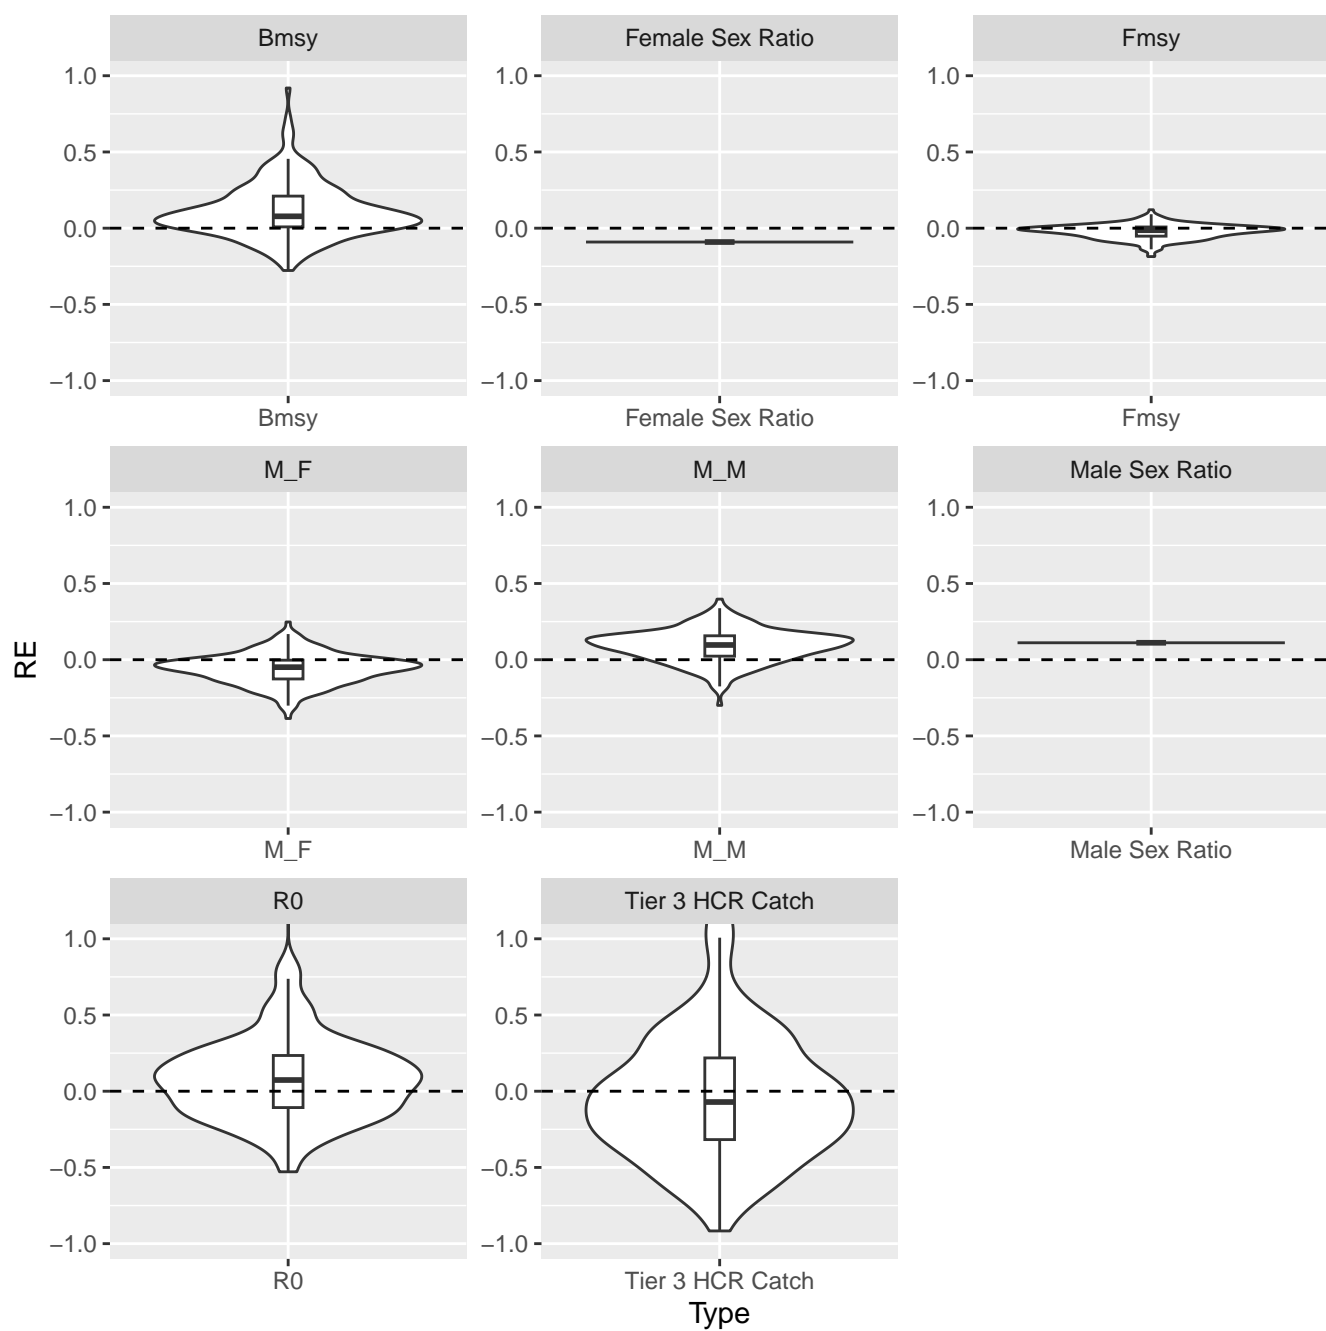 Bmsy Female Sex Ratio Fmsy
1.0 1.0 1.0
0.5 0.5 0.5
0.0 0.0 0.0
−0.5 −0.5 −0.5
−1.0 −1.0 −1.0
Bmsy Female Sex Ratio Fmsy
M_F M_M Male Sex Ratio
1.0 1.0 1.0
0.5 0.5 0.5
RE
0.0 0.0 0.0
−0.5 −0.5 −0.5
−1.0 −1.0 −1.0
M_F M_M Male Sex Ratio
R0 Tier 3 HCR Catch
1.0 1.0
0.5 0.5
0.0 0.0
−0.5 −0.5
−1.0 −1.0
R0 Tier 3 HCR Catch
Type